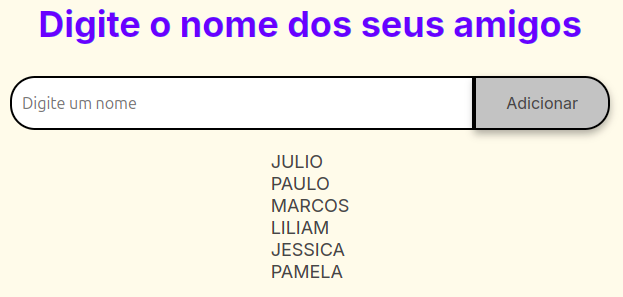 Digite o nome dos seus amigos
Digite um nome
Adicionar
JULIO
PAULO
MARCOS
LILIAM
JESSICA
PAMELA